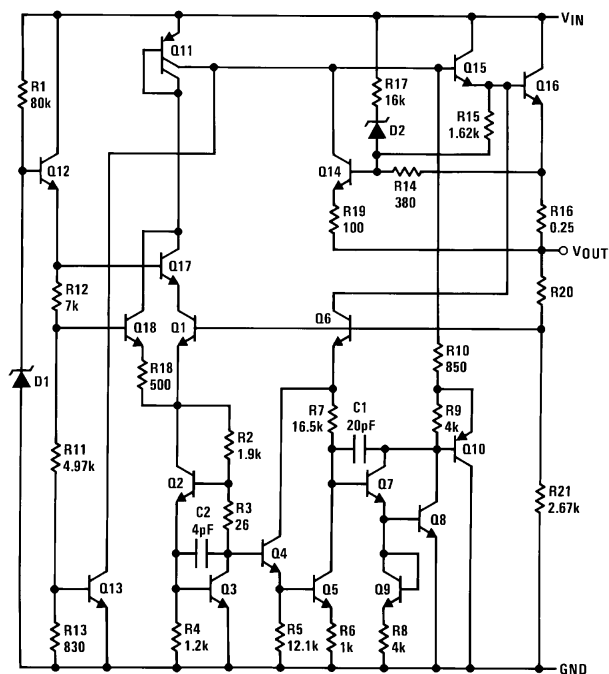 VIN
Q11
Q15
Q16
R1
80k
R17
16k
R15
1.62k
D2
Q12
Q14
R14
380
R19
100
R16
0.25
VOUT
Q17
R12
7k
Q18
Q1
Q6
R20
R18
500
R10
850
D1
R7
16.5k
C1
20pF
R9
4k
Q10
R2
1.9k
R11
4.97k
Q2
Q7
R3
26
Q8
R21
2.67k
C2
4pF
Q4
Q13
Q3
Q5
Q9
R13
830
R4
1.2k
R5
12.1k
R6
1k
R8
4k
GND